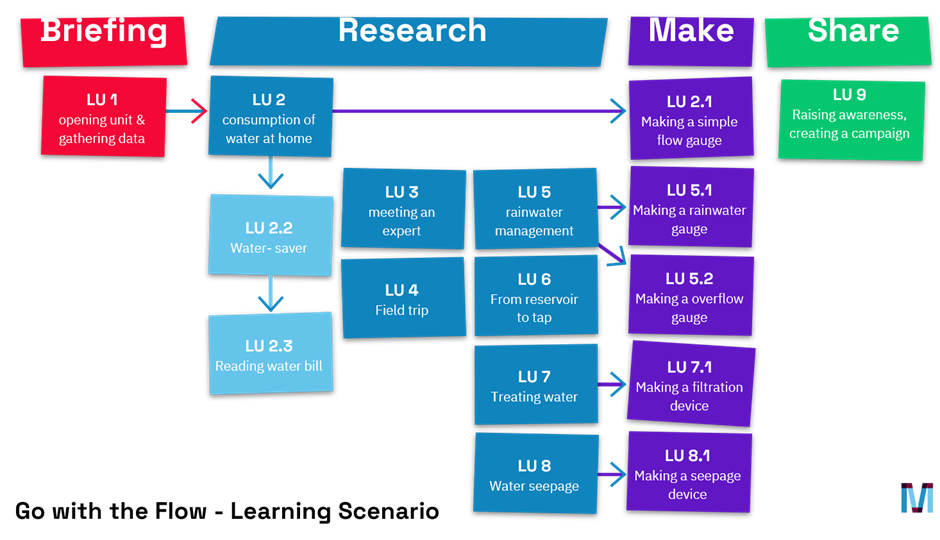 Briefing
Research
Make
Share
LU 1
opening unit &
gathering data
LU 2
consumption of
water at home
LU 2.1
Making a simple
flow gauge
LU 9
Raising awareness,
creating a campaign
LU 2.2
Water- saver
LU 3
meeting an
expert
LU 5
rainwater
management
LU 5.1
Making a rainwater
gauge
LU 4
Field trip
LU 6
From reservoir
to tap
LU 5.2
Making a overflow
gauge
LU 2.3
Reading water bill
LU 7
Treating water
LU 7.1
Making a filtration
device
LU 8
Water seepage
LU 8.1
Making a seepage
device
Go with the Flow - Learning Scenario
M